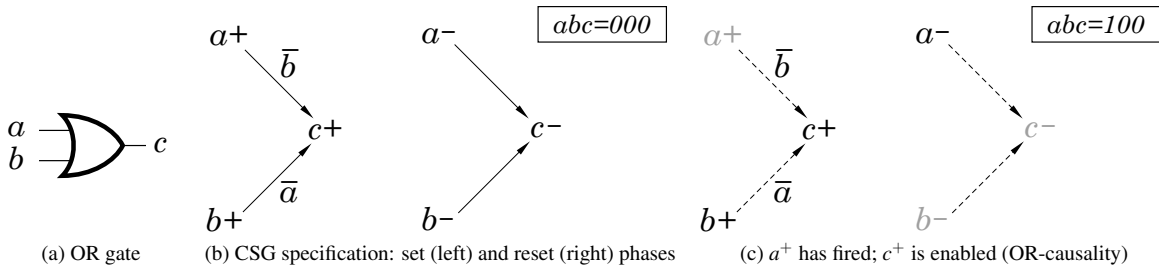 a
b
c
(a) OR gate
a+
b̅
c+
a̅
b+
a−
c−
b−
abc=000
(b) CSG specification: set (left) and reset (right) phases
a+
b̅
c+
a̅
b+
a−
c−
b−
abc=100
(c) a⁺ has fired; c⁺ is enabled (OR-causality)